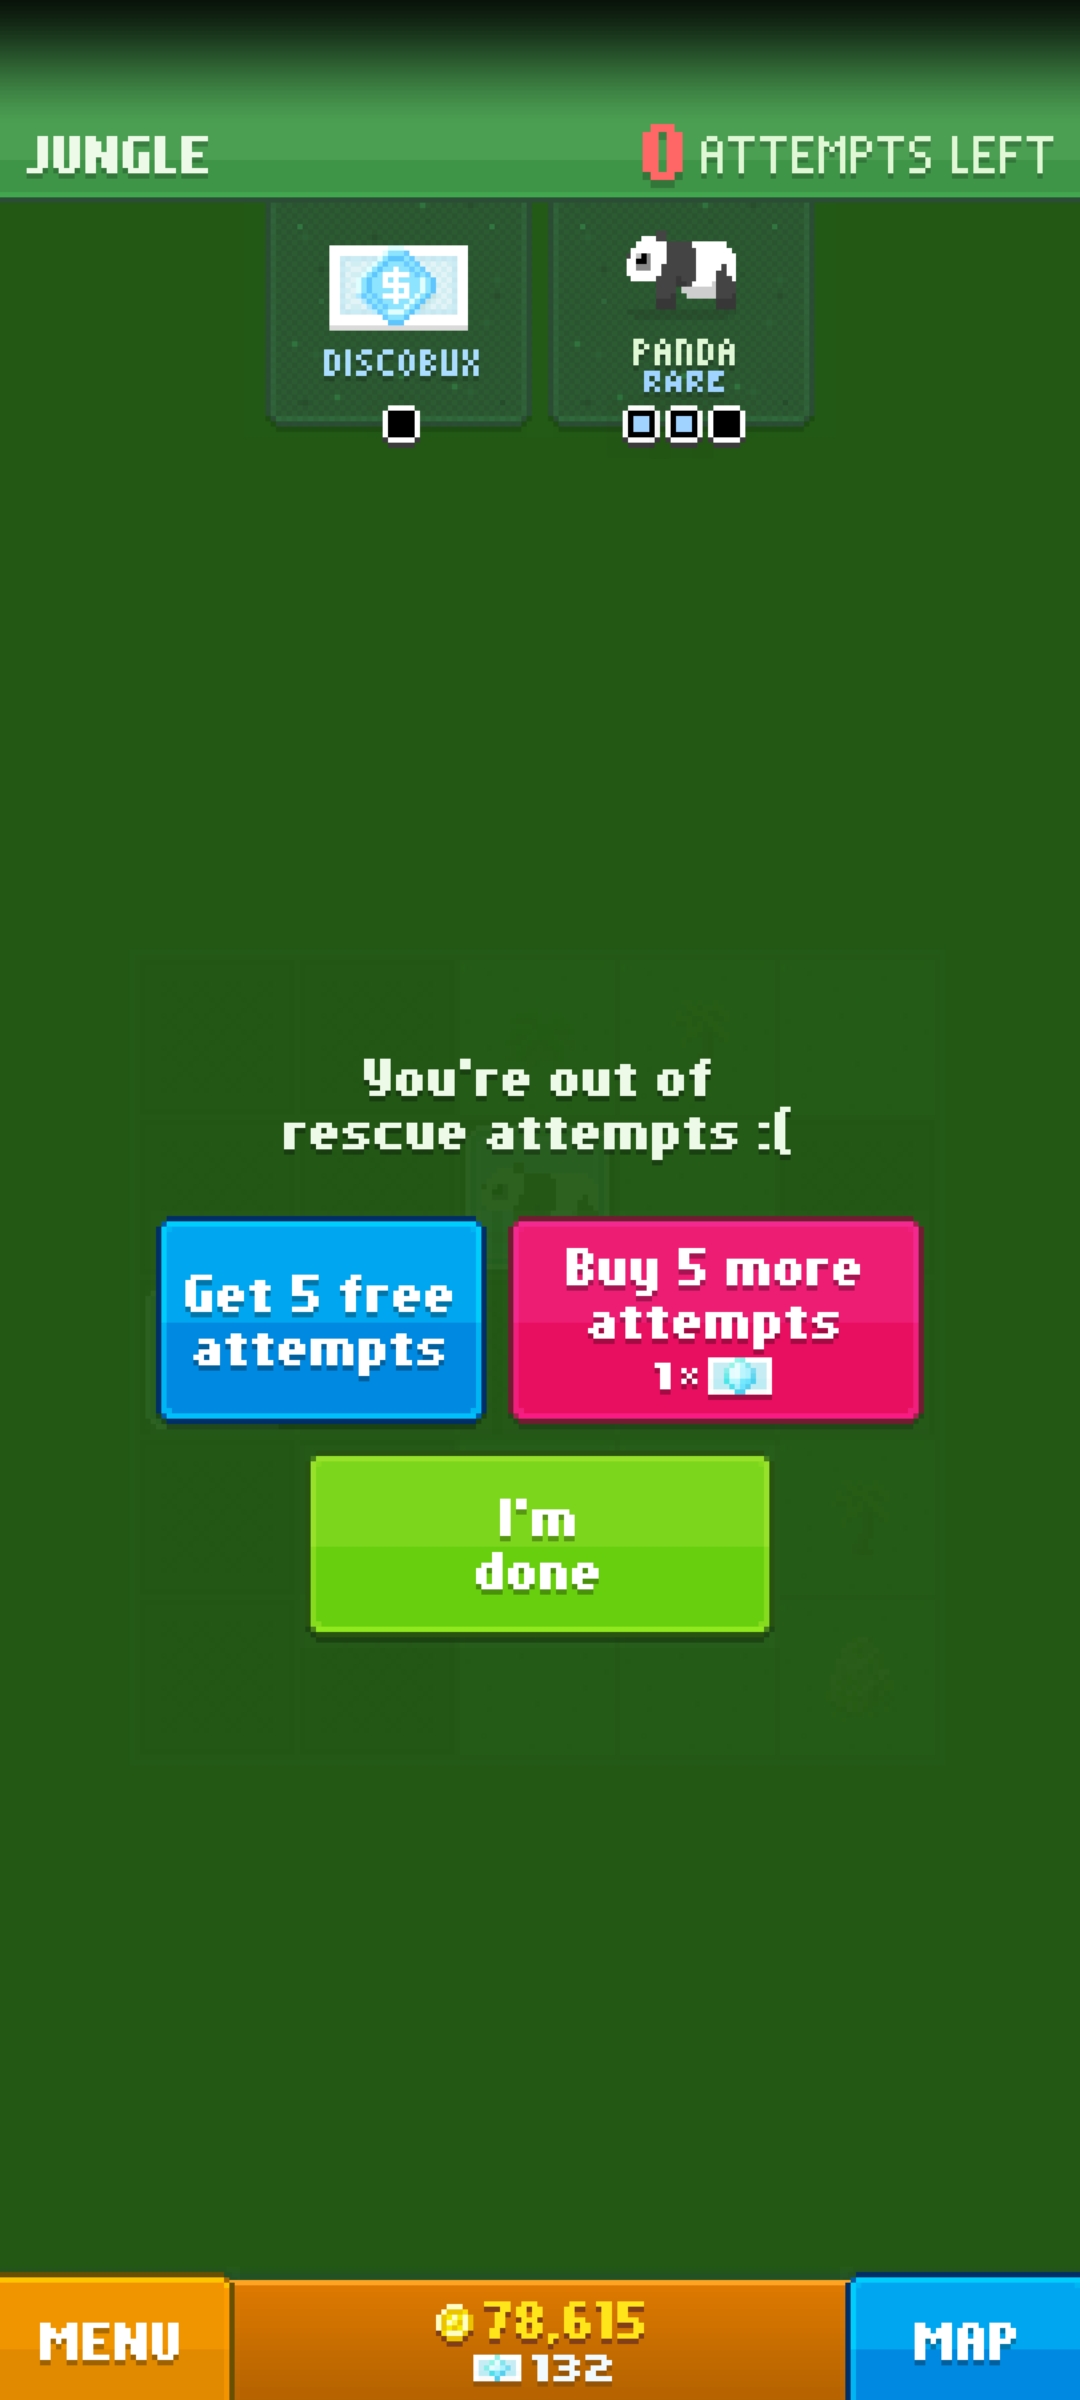 JUNGLE
0 ATTEMPTS LEFT
$
DISCOBUX
PANDA
RARE
You're out of
rescue attempts :(
Get 5 free
attempts
Buy 5 more
attempts
1×
I'm
done
MENU
78,615
132
MAP